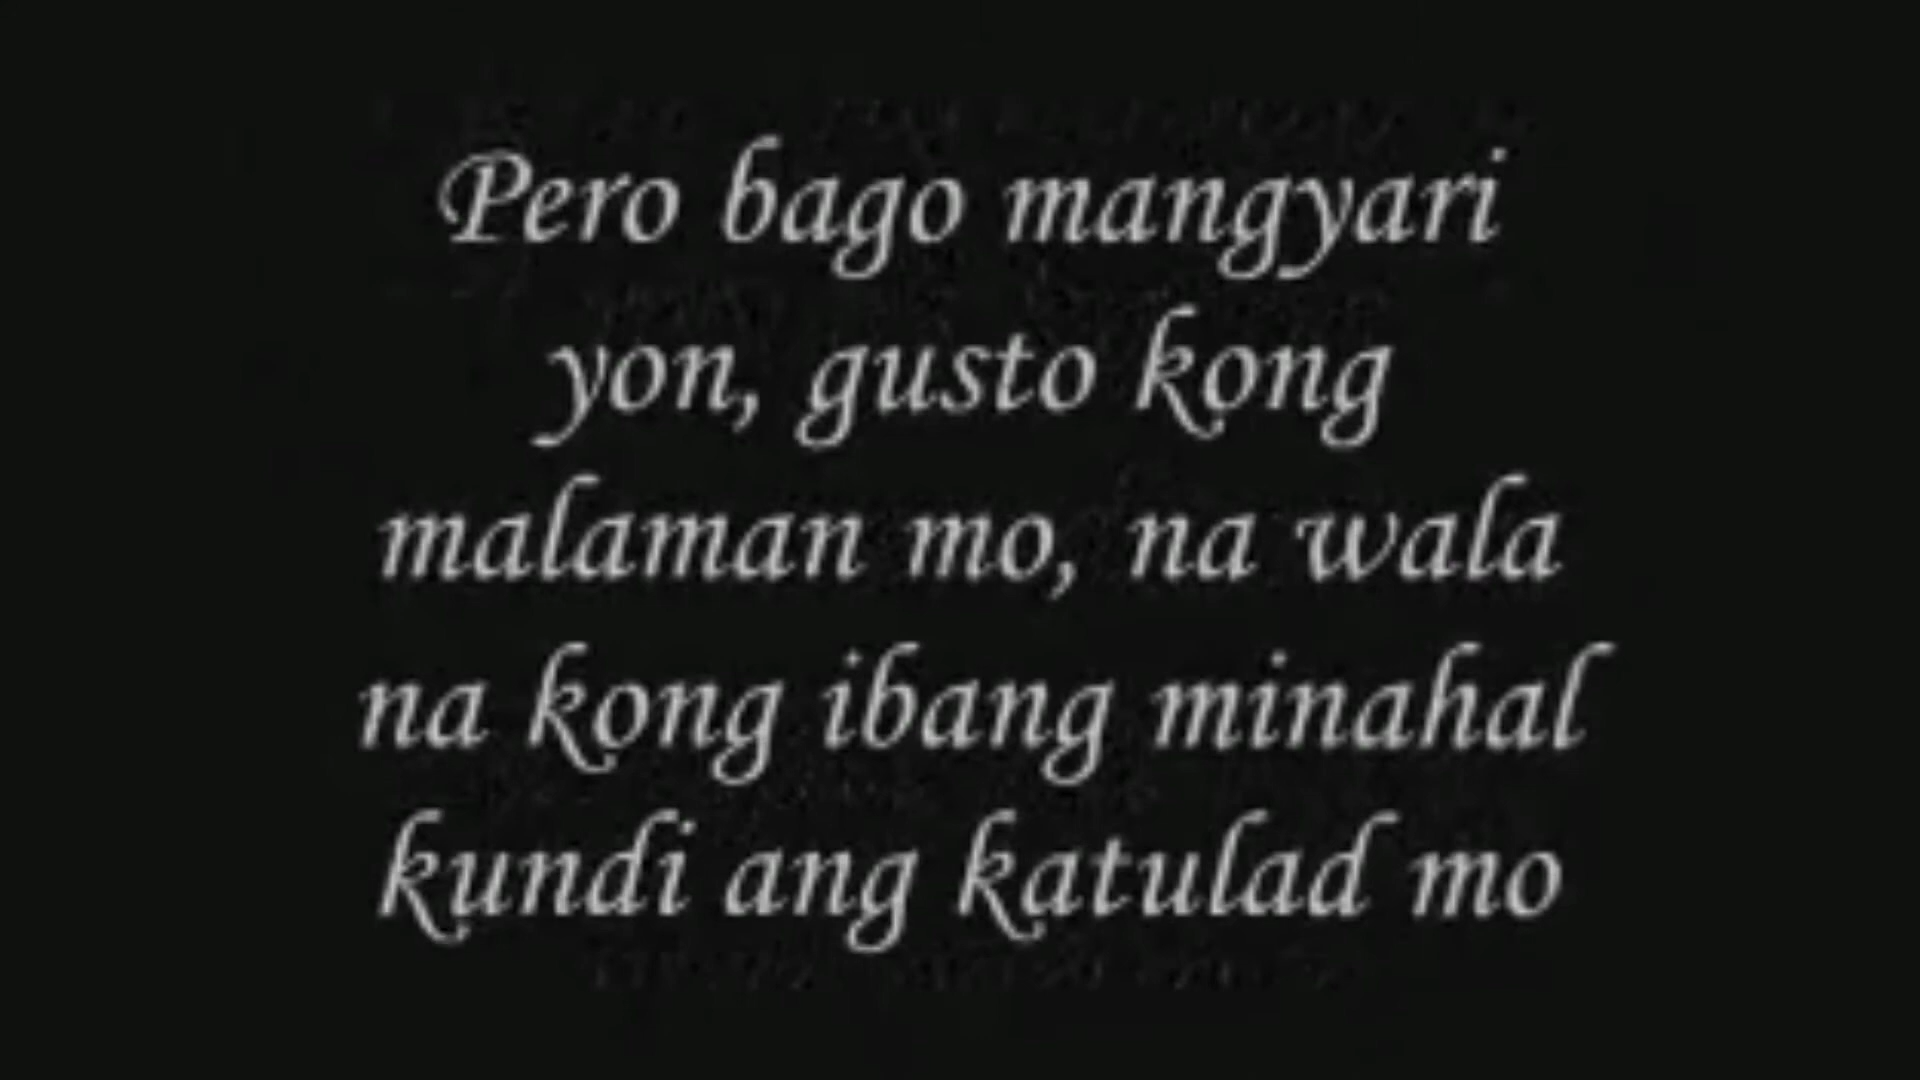 Pero bago mangyari
yon, gusto kong
malaman mo, na wala
na kong ibang minahal
kundi ang katulad mo